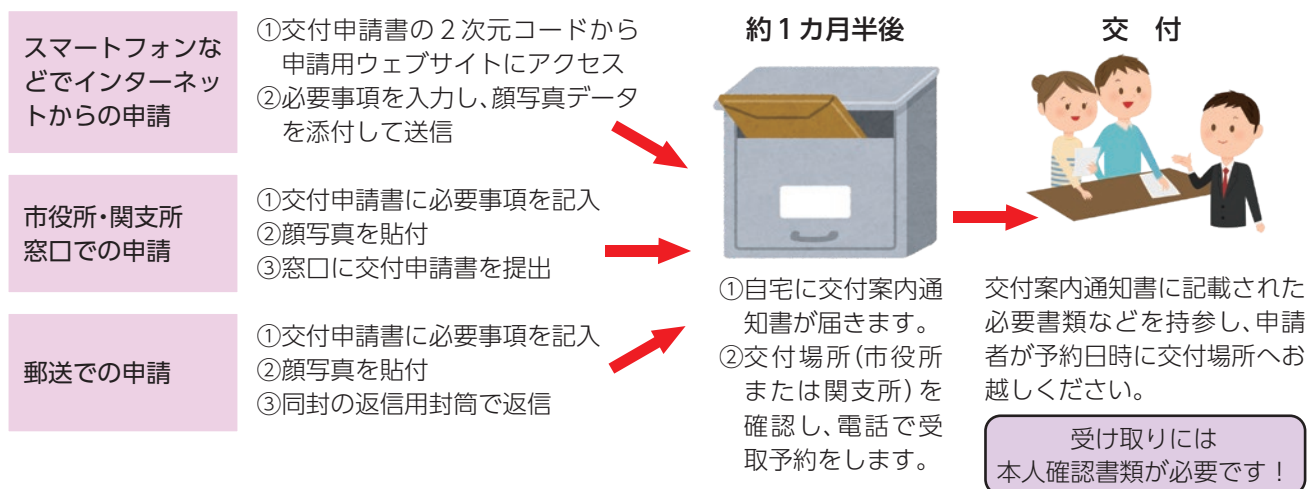 スマートフォンな
どでインターネッ
トからの申請
①交付申請書の2次元コードから
申請用ウェブサイトにアクセス
②必要事項を入力し、顔写真データ
を添付して送信
市役所・関支所
窓口での申請
①交付申請書に必要事項を記入
②顔写真を貼付
③窓口に交付申請書を提出
郵送での申請
①交付申請書に必要事項を記入
②顔写真を貼付
③同封の返信用封筒で返信
約1カ月半後
①自宅に交付案内通
知書が届きます。
②交付場所(市役所
または関支所)を
確認し、電話で受
取予約をします。
交 付
交付案内通知書に記載された
必要書類などを持参し、申請
者が予約日時に交付場所へお
越しください。
受け取りには
本人確認書類が必要です!